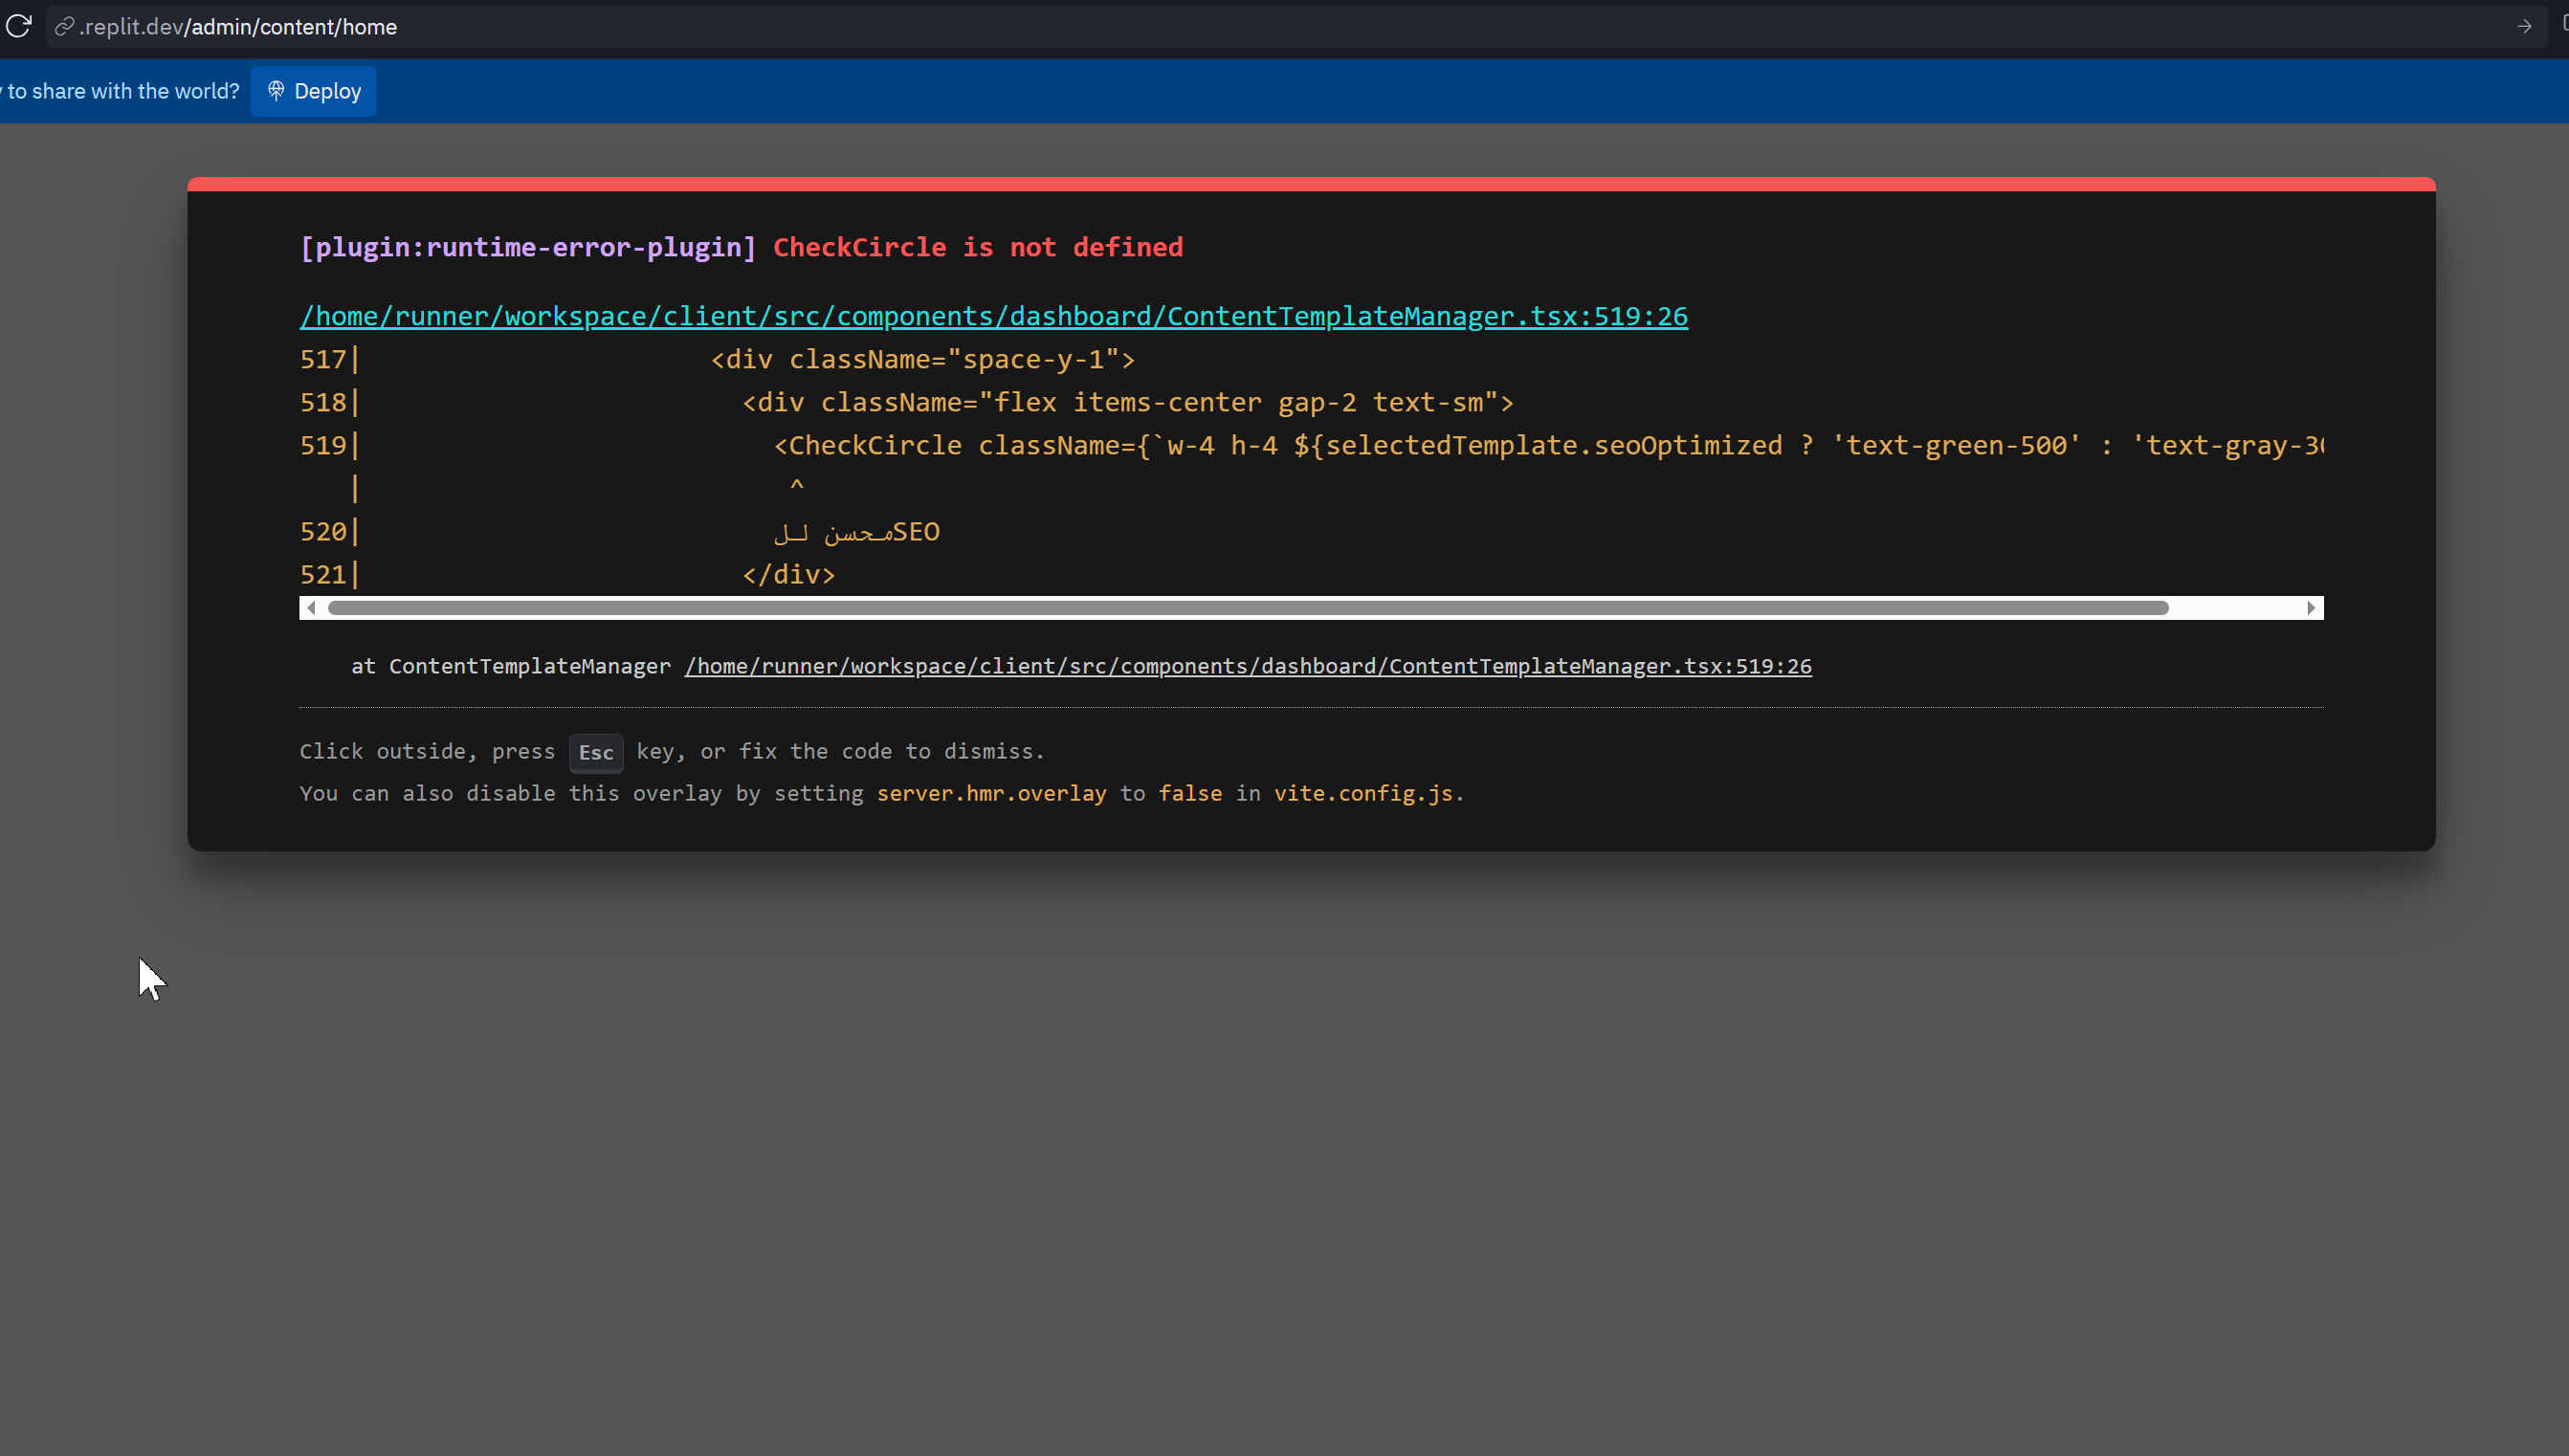 .replit.dev/admin/content/home
to share with the world? Deploy
[plugin:runtime-error-plugin] CheckCircle is not defined
/home/runner/workspace/client/src/components/dashboard/ContentTemplateManager.tsx:519:26
517| <div className="space-y-1">
518| <div className="flex items-center gap-2 text-sm">
519| <CheckCircle className={`w-4 h-4 ${selectedTemplate.seoOptimized ? 'text-green-500' : 'text-gray-3
| ^
520| محسن للSEO
521| </div>
at ContentTemplateManager /home/runner/workspace/client/src/components/dashboard/ContentTemplateManager.tsx:519:26
Click outside, press Esc key, or fix the code to dismiss.
You can also disable this overlay by setting server.hmr.overlay to false in vite.config.js.